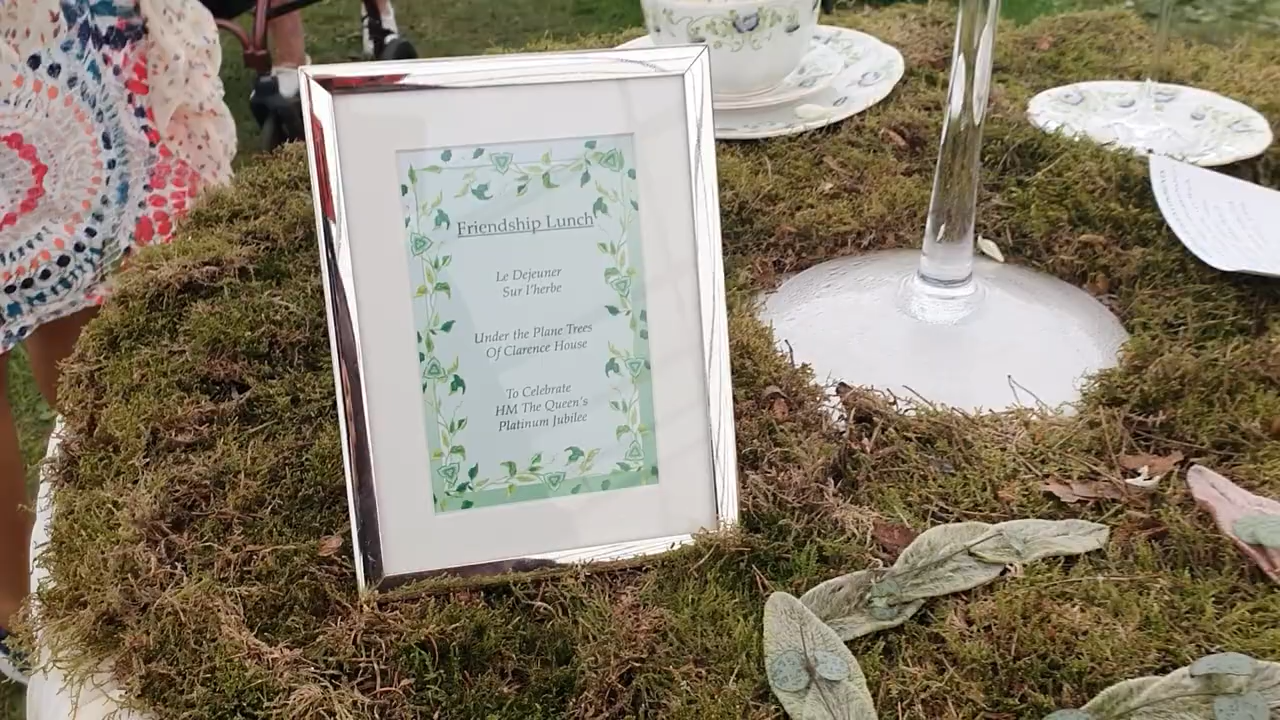 Friendship Lunch
Le Dejeuner
Sur l'herbe
Under the Plane Trees
Of Clarence House
To Celebrate
HM The Queen's
Platinum Jubilee